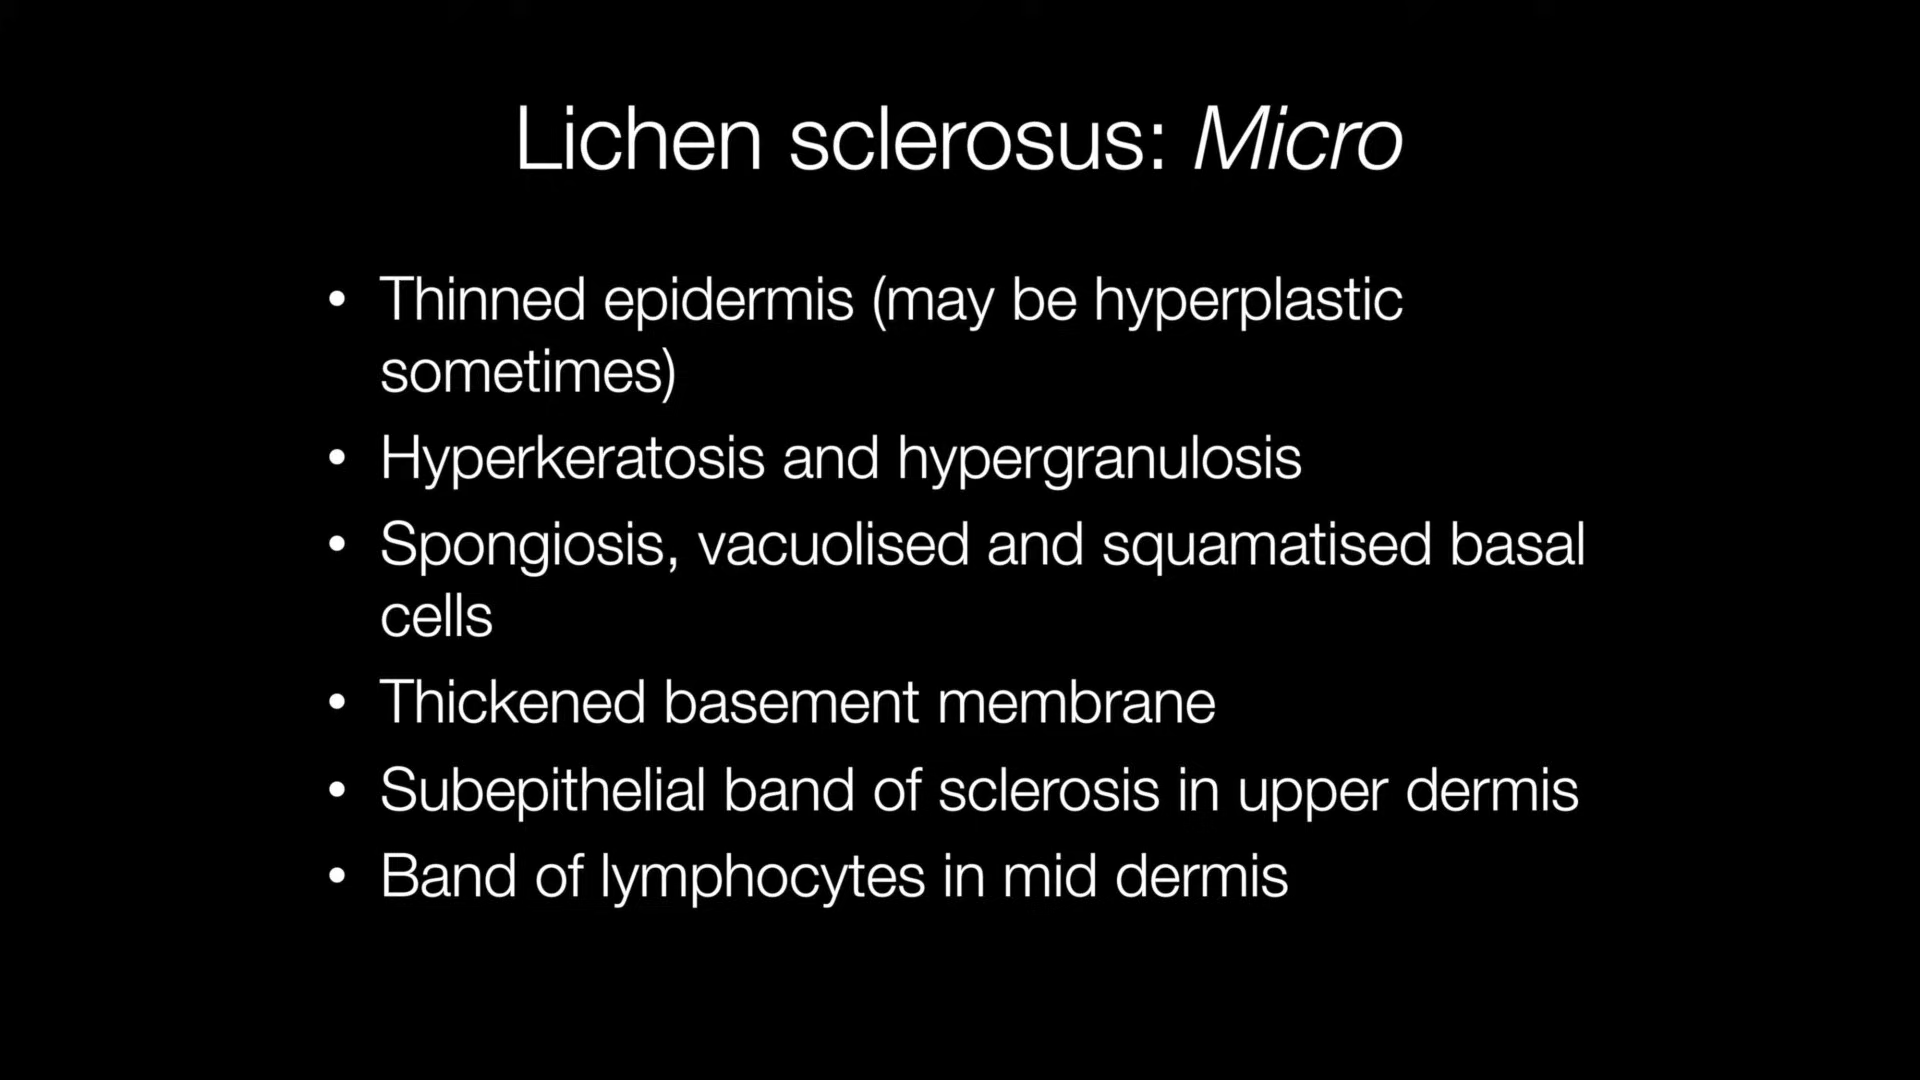 Lichen sclerosus: Micro
• Thinned epidermis (may be hyperplastic
sometimes)
• Hyperkeratosis and hypergranulosis
• Spongiosis, vacuolised and squamatised basal
cells
• Thickened basement membrane
• Subepithelial band of sclerosis in upper dermis
• Band of lymphocytes in mid dermis